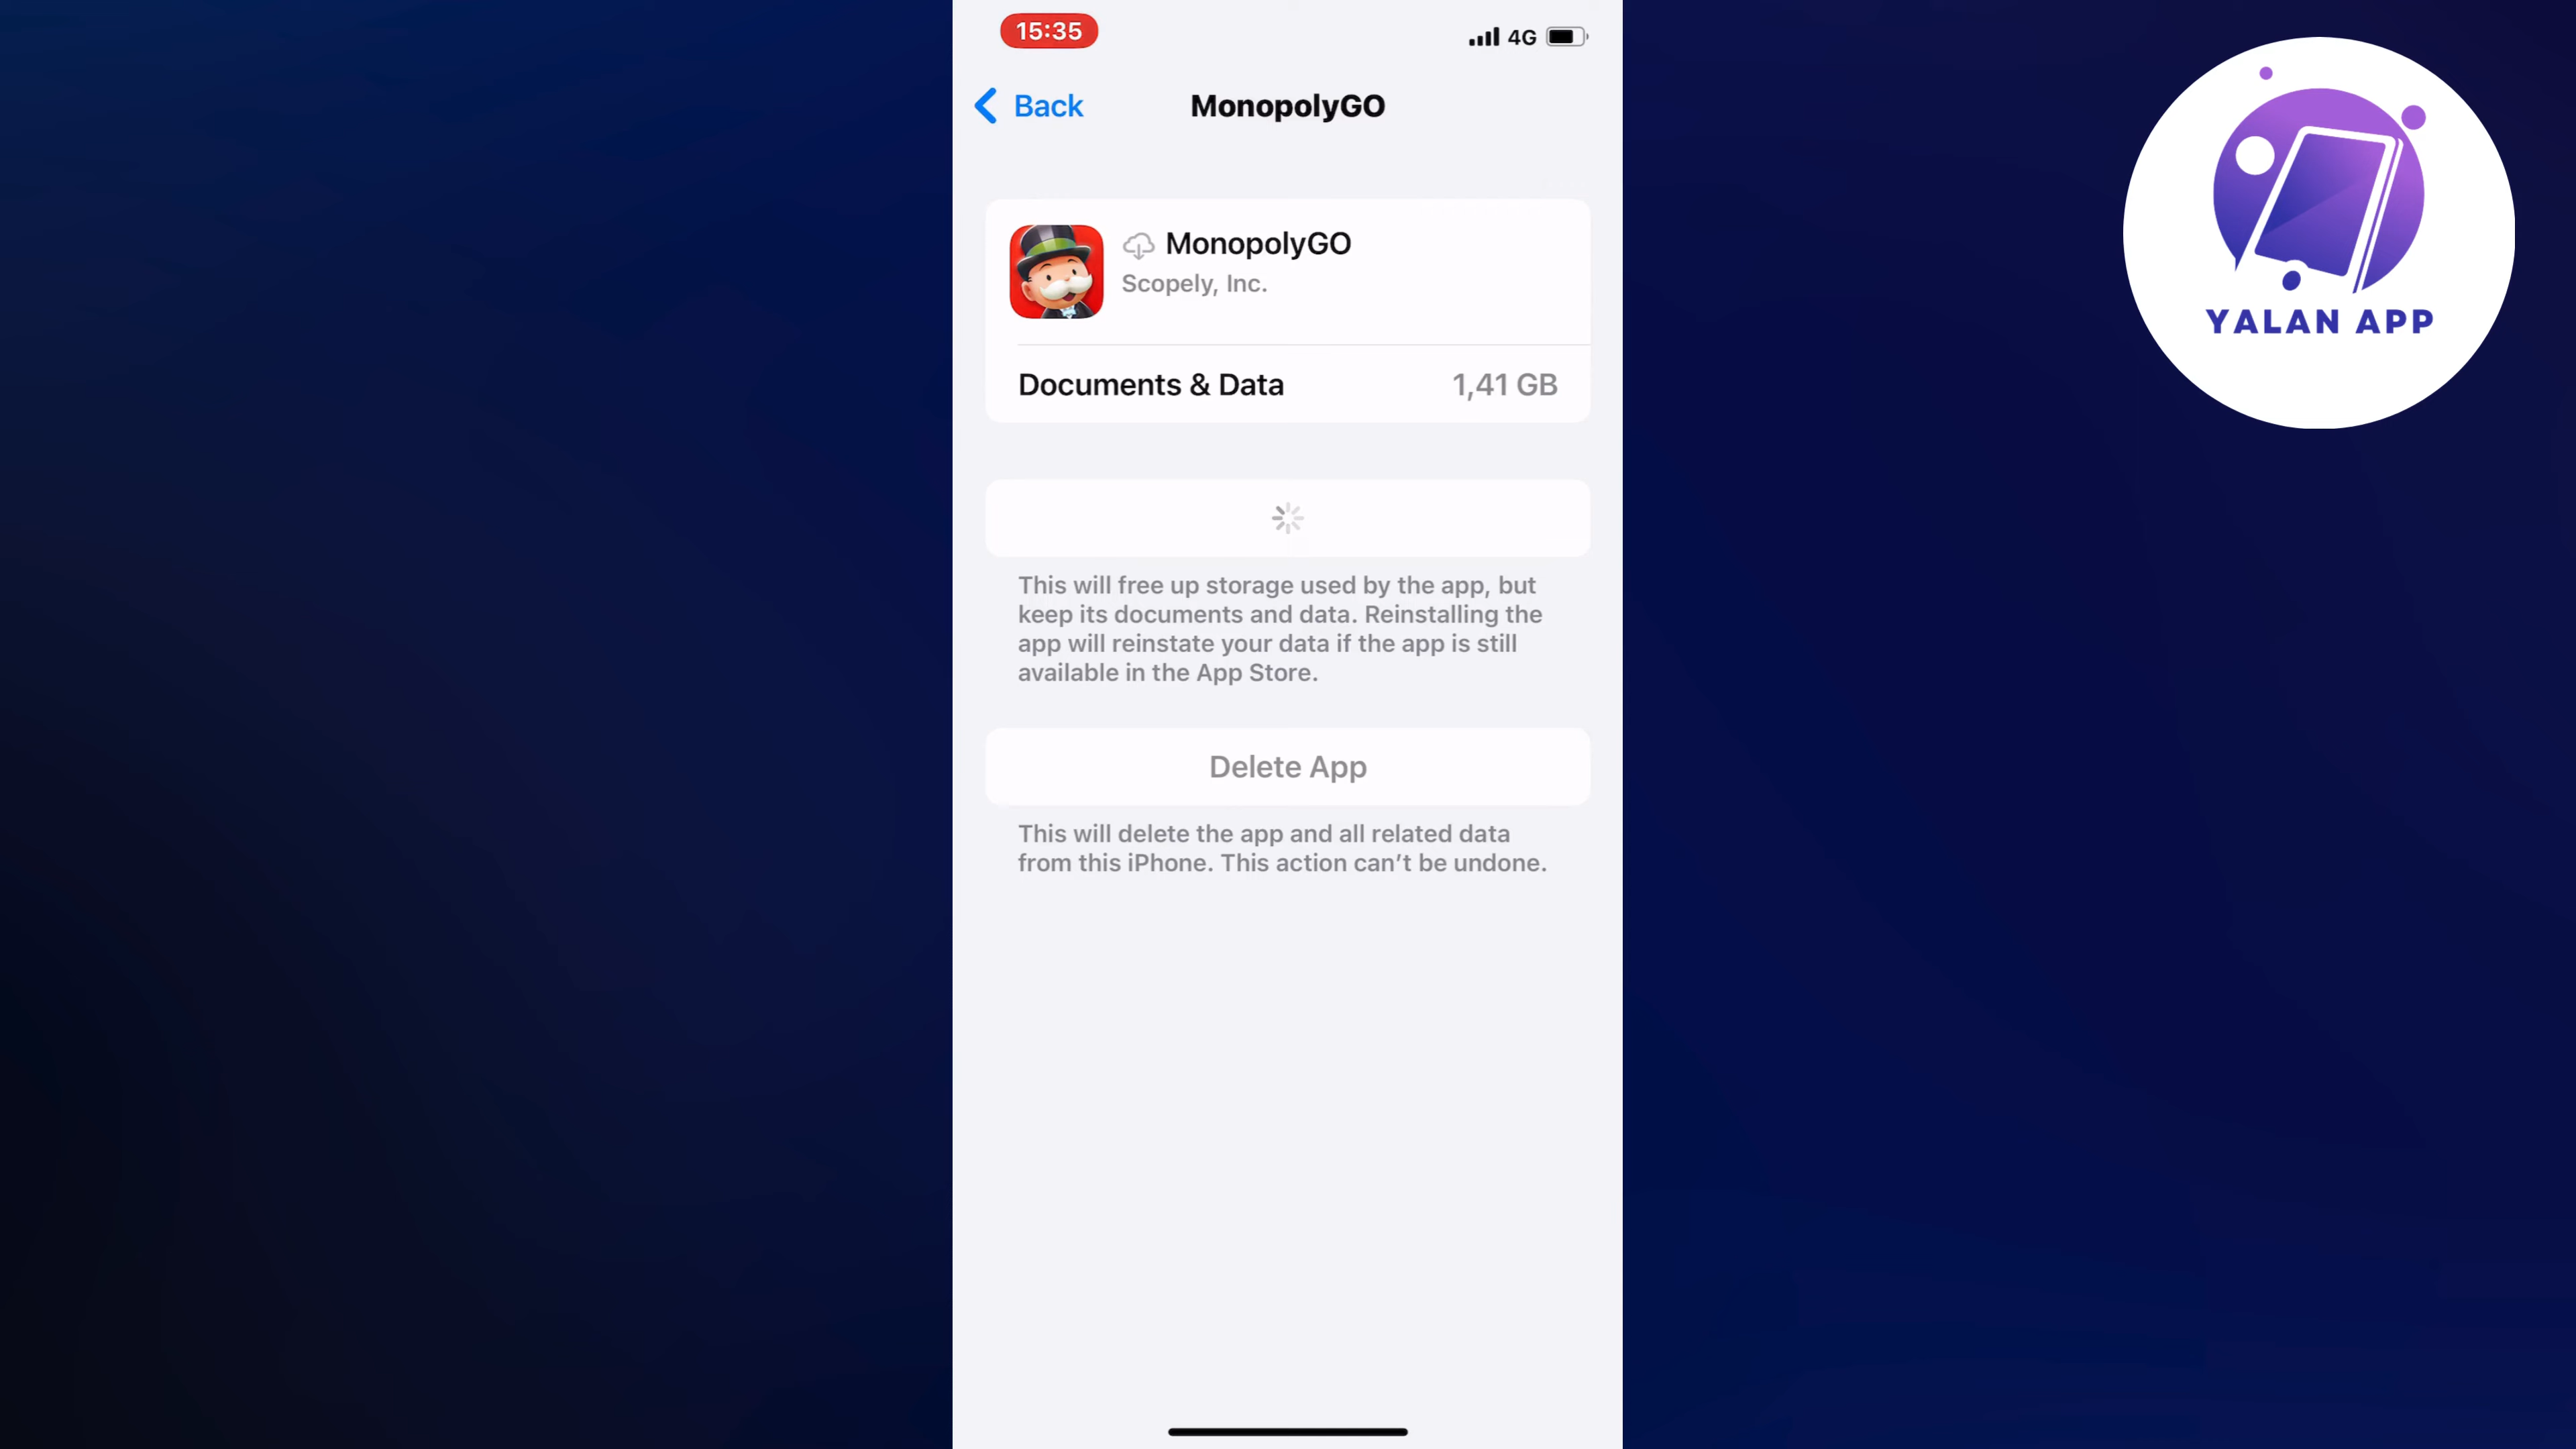 15:35
4G
Back
MonopolyGO
MonopolyGO
Scopely, Inc.
Documents & Data
1,41 GB
This will free up storage used by the app, but
keep its documents and data. Reinstalling the
app will reinstate your data if the app is still
available in the App Store.
Delete App
This will delete the app and all related data
from this iPhone. This action can’t be undone.
YALAN APP